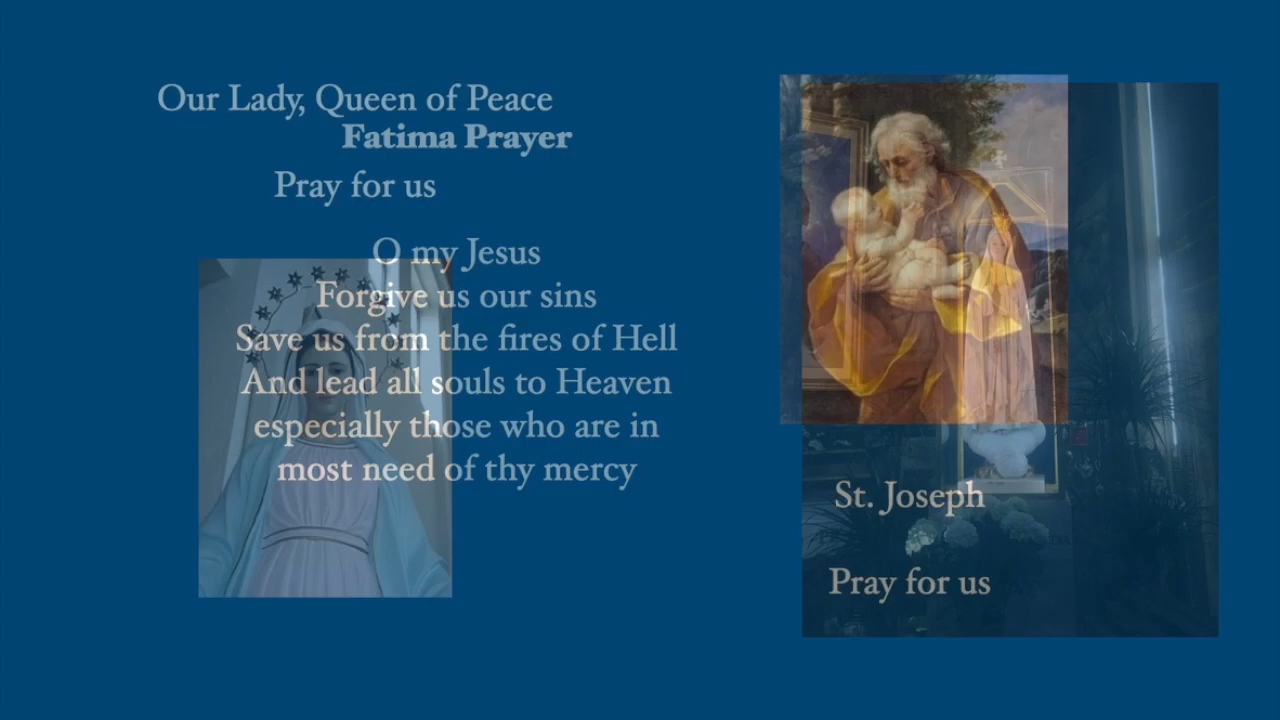 Our Lady, Queen of Peace
Fatima Prayer
Pray for us
O my Jesus
Forgive us our sins
Save us from the fires of Hell
And lead all souls to Heaven
especially those who are in
most need of thy mercy
St. Joseph
Pray for us